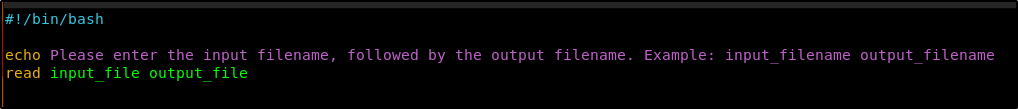 #!/bin/bash
echo Please enter the input filename, followed by the output filename. Example: input_filename output_filename
read input_file output_file